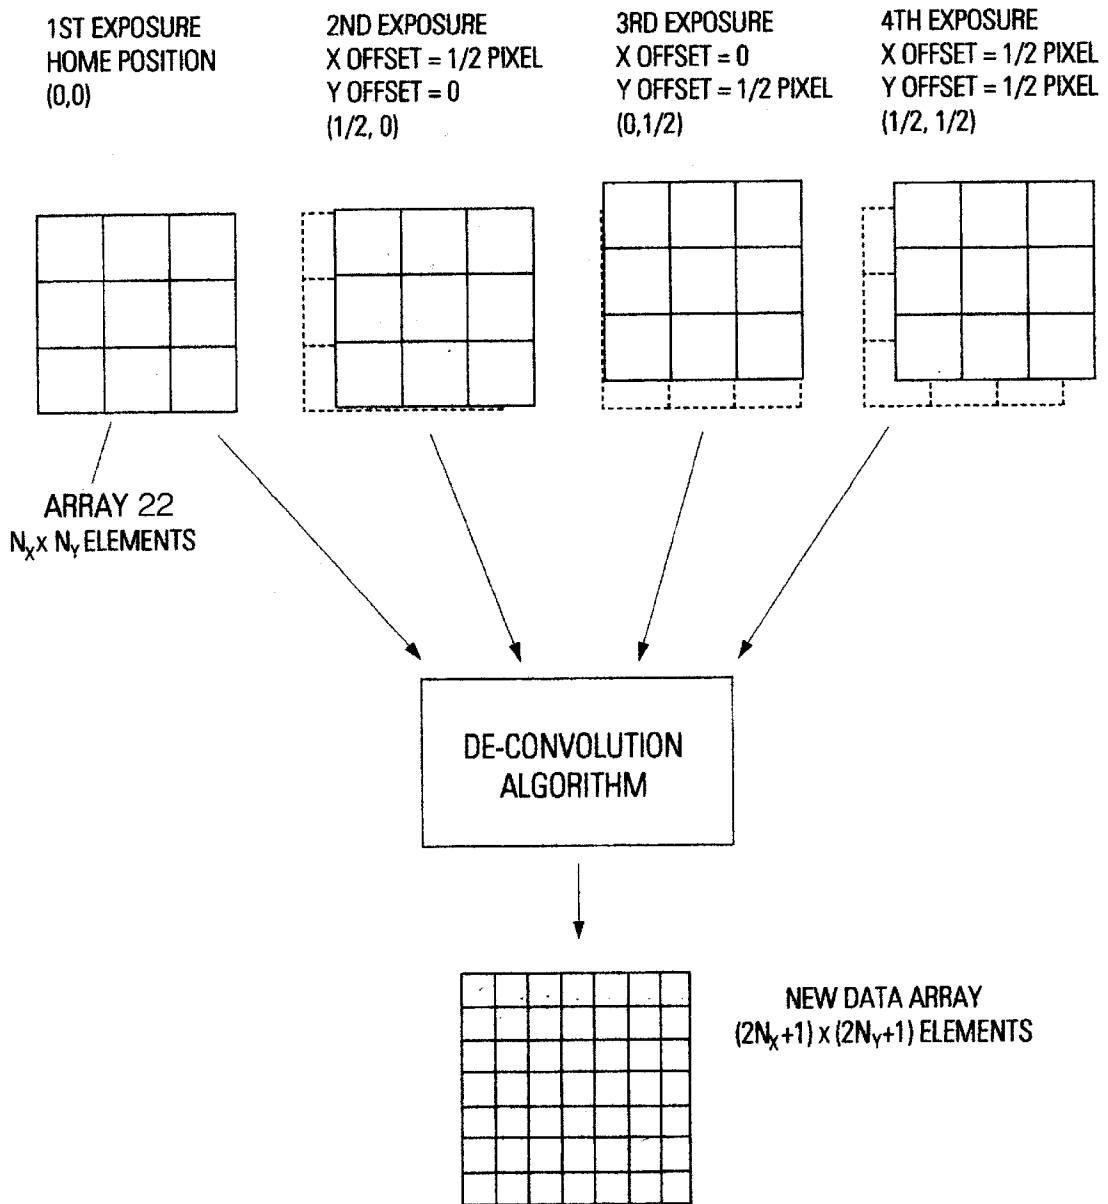 1ST EXPOSURE
HOME POSITION
(0,0)
2ND EXPOSURE
X OFFSET = 1/2 PIXEL
Y OFFSET = 0
(1/2, 0)
3RD EXPOSURE
X OFFSET = 0
Y OFFSET = 1/2 PIXEL
(0,1/2)
4TH EXPOSURE
X OFFSET = 1/2 PIXEL
Y OFFSET = 1/2 PIXEL
(1/2, 1/2)
ARRAY 22
NX x NY ELEMENTS
DE-CONVOLUTION
ALGORITHM
NEW DATA ARRAY
(2NX+1) x (2NY+1) ELEMENTS